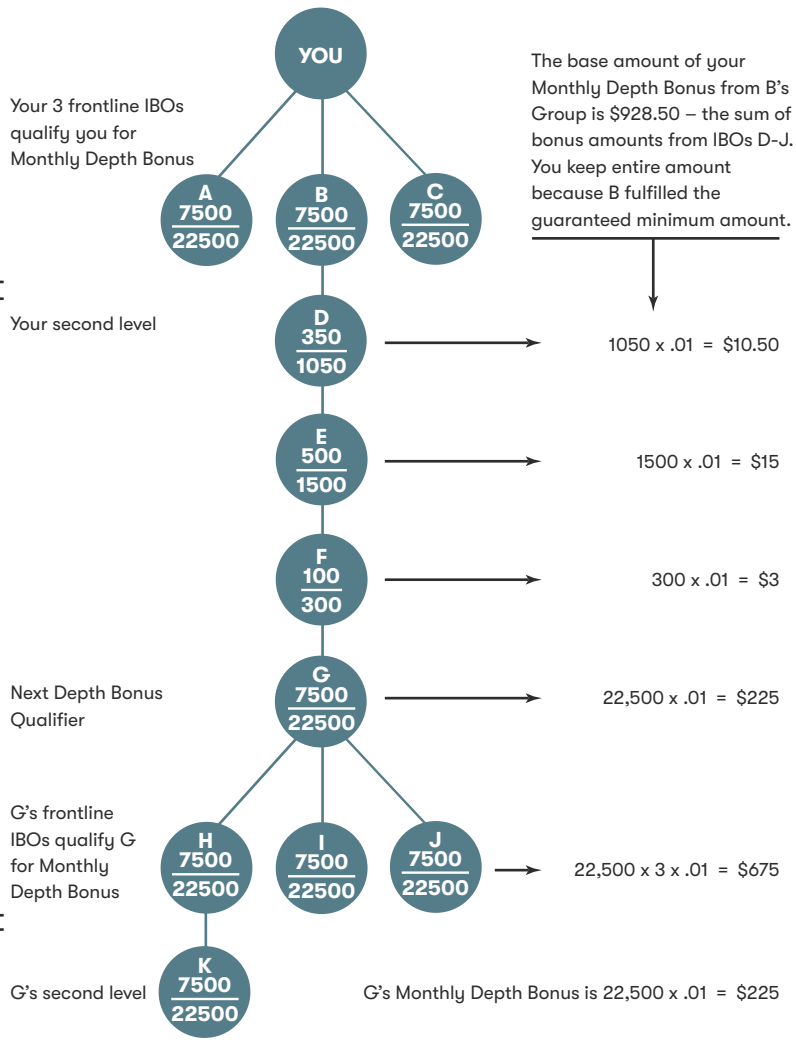 YOU
Your 3 frontline IBOs
qualify you for
Monthly Depth Bonus
The base amount of your
Monthly Depth Bonus from B's
Group is $928.50 – the sum of
bonus amounts from IBOs D-J.
You keep entire amount
because B fulfilled the
guaranteed minimum amount.
A
7500
22500
B
7500
22500
C
7500
22500
Your second level
D
350
1050
1050 x .01 = $10.50
E
500
1500
1500 x .01 = $15
F
100
300
300 x .01 = $3
Next Depth Bonus
Qualifier
G
7500
22500
22,500 x .01 = $225
G's frontline
IBOs qualify G
for Monthly
Depth Bonus
H
7500
22500
I
7500
22500
J
7500
22500
22,500 x 3 x .01 = $675
G's second level
K
7500
22500
G's Monthly Depth Bonus is 22,500 x .01 = $225